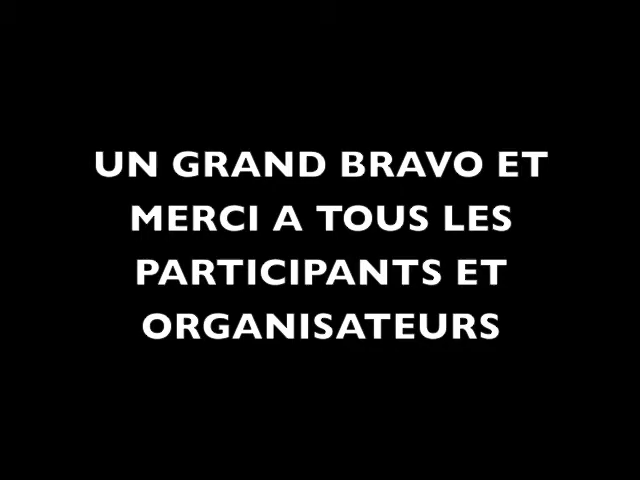 UN GRAND BRAVO ET
MERCI A TOUS LES
PARTICIPANTS ET
ORGANISATEURS